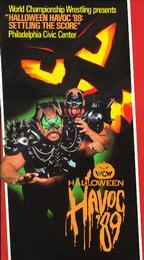 World Championship Wrestling presents
"HALLOWEEN HAVOC '89:
SETTLING THE SCORE"
Philadelphia Civic Center
WCW
HALLOWEEN
HAVOC
'89